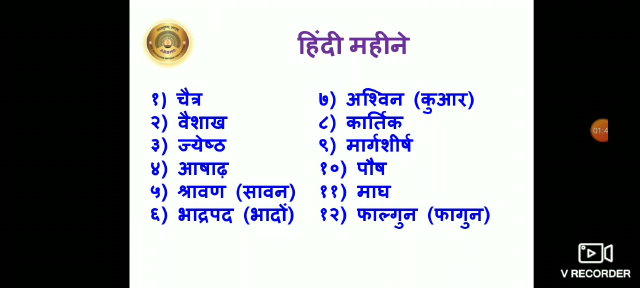 हिंदी महीने
१) चैत्र
२) वैशाख
३) ज्येष्ठ
४) आषाढ़
५) श्रावण (सावन)
६) भाद्रपद (भादों)
७) अश्विन (कुआर)
८) कार्तिक
९) मार्गशीर्ष
१०) पौष
११) माघ
१२) फाल्गुन (फागुन)
V RECORDER